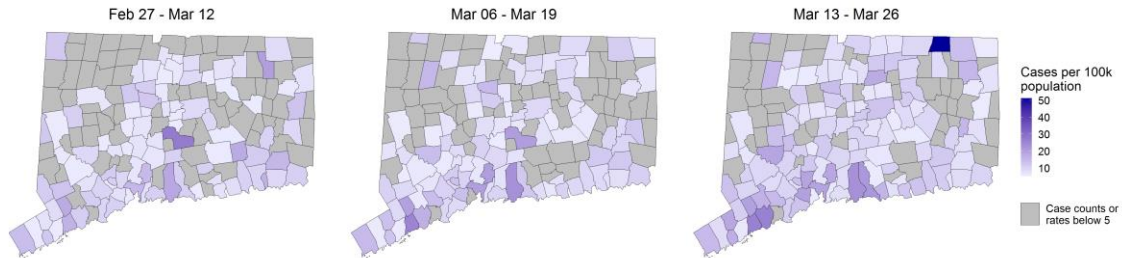 Feb 27 - Mar 12
Mar 06 - Mar 19
Mar 13 - Mar 26
Cases per 100k
population
50
40
30
20
10
Case counts or
rates below 5